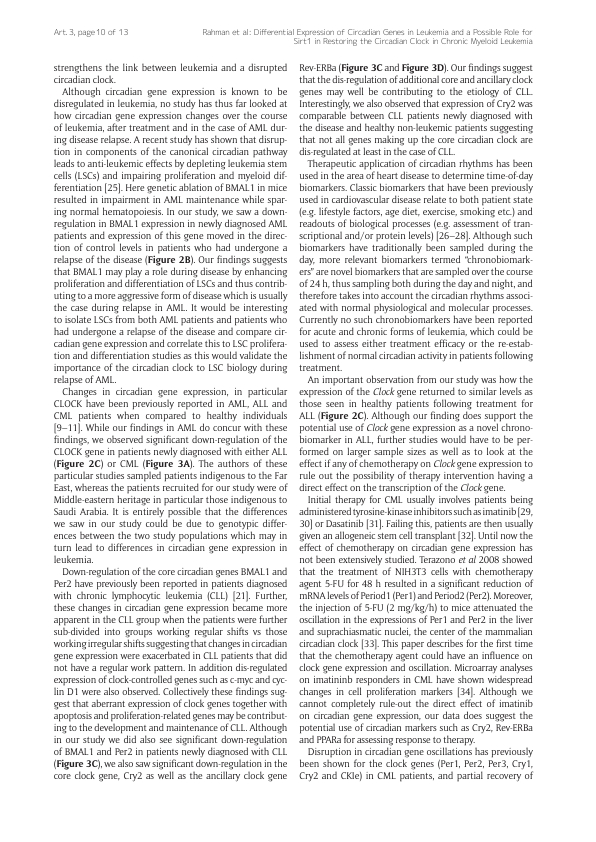 Art. 3, page 10 of 13
Rahman et al: Differential Expression of Circadian Genes in Leukemia and a Possible Role for
Sirt1 in Restoring the Circadian Clock in Chronic Myeloid Leukemia
strengthens the link between leukemia and a disrupted
circadian clock.
Although circadian gene expression is known to be
disregulated in leukemia, no study has thus far looked at
how circadian gene expression changes over the course
of leukemia, after treatment and in the case of AML dur-
ing disease relapse. A recent study has shown that disrup-
tion in components of the canonical circadian pathway
leads to anti-leukemic effects by depleting leukemia stem
cells (LSCs) and impairing proliferation and myeloid dif-
ferentiation [25]. Here genetic ablation of BMAL1 in mice
resulted in impairment in AML maintenance while spar-
ing normal hematopoiesis. In our study, we saw a down-
regulation in BMAL1 expression in newly diagnosed AML
patients and expression of this gene moved in the direc-
tion of control levels in patients who had undergone a
relapse of the disease (Figure 2B). Our findings suggests
that BMAL1 may play a role during disease by enhancing
proliferation and differentiation of LSCs and thus contrib-
uting to a more aggressive form of disease which is usually
the case during relapse in AML. It would be interesting
to isolate LSCs from both AML patients and patients who
had undergone a relapse of the disease and compare cir-
cadian gene expression and correlate this to LSC prolifera-
tion and differentiation studies as this would validate the
importance of the circadian clock to LSC biology during
relapse of AML.
Changes in circadian gene expression, in particular
CLOCK have been previously reported in AML, ALL and
CML patients when compared to healthy individuals
[9–11]. While our findings in AML do concur with these
findings, we observed significant down-regulation of the
CLOCK gene in patients newly diagnosed with either ALL
(Figure 2C) or CML (Figure 3A). The authors of these
particular studies sampled patients indigenous to the Far
East, whereas the patients recruited for our study were of
Middle-eastern heritage in particular those indigenous to
Saudi Arabia. It is entirely possible that the differences
we saw in our study could be due to genotypic differ-
ences between the two study populations which may in
turn lead to differences in circadian gene expression in
leukemia.
Down-regulation of the core circadian genes BMAL1 and
Per2 have previously been reported in patients diagnosed
with chronic lymphocytic leukemia (CLL) [21]. Further,
these changes in circadian gene expression became more
apparent in the CLL group when the patients were further
sub-divided into groups working regular shifts vs those
working irregular shifts suggesting that changes in circadian
gene expression were exacerbated in CLL patients that did
not have a regular work pattern. In addition dis-regulated
expression of clock-controlled genes such as c-myc and cyc-
lin D1 were also observed. Collectively these findings sug-
gest that aberrant expression of clock genes together with
apoptosis and proliferation-related genes may be contribut-
ing to the development and maintenance of CLL. Although
in our study we did also see significant down-regulation
of BMAL1 and Per2 in patients newly diagnosed with CLL
(Figure 3C), we also saw significant down-regulation in the
core clock gene, Cry2 as well as the ancillary clock gene
Rev-ERBa (Figure 3C and Figure 3D). Our findings suggest
that the dis-regulation of additional core and ancillary clock
genes may well be contributing to the etiology of CLL.
Interestingly, we also observed that expression of Cry2 was
comparable between CLL patients newly diagnosed with
the disease and healthy non-leukemic patients suggesting
that not all genes making up the core circadian clock are
dis-regulated at least in the case of CLL.
Therapeutic application of circadian rhythms has been
used in the area of heart disease to determine time-of-day
biomarkers. Classic biomarkers that have been previously
used in cardiovascular disease relate to both patient state
(e.g. lifestyle factors, age diet, exercise, smoking etc.) and
readouts of biological processes (e.g. assessment of tran-
scriptional and/or protein levels) [26–28]. Although such
biomarkers have traditionally been sampled during the
day, more relevant biomarkers termed “chronobiomark-
ers” are novel biomarkers that are sampled over the course
of 24 h, thus sampling both during the day and night, and
therefore takes into account the circadian rhythms associ-
ated with normal physiological and molecular processes.
Currently no such chronobiomarkers have been reported
for acute and chronic forms of leukemia, which could be
used to assess either treatment efficacy or the re-estab-
lishment of normal circadian activity in patients following
treatment.
An important observation from our study was how the
expression of the Clock gene returned to similar levels as
those seen in healthy patients following treatment for
ALL (Figure 2C). Although our finding does support the
potential use of Clock gene expression as a novel chrono-
biomarker in ALL, further studies would have to be per-
formed on larger sample sizes as well as to look at the
effect if any of chemotherapy on Clock gene expression to
rule out the possibility of therapy intervention having a
direct effect on the transcription of the Clock gene.
Initial therapy for CML usually involves patients being
administered tyrosine-kinase inhibitors such as imatinib [29,
30] or Dasatinib [31]. Failing this, patients are then usually
given an allogeneic stem cell transplant [32]. Until now the
effect of chemotherapy on circadian gene expression has
not been extensively studied. Terazono et al 2008 showed
that the treatment of NIH3T3 cells with chemotherapy
agent 5-FU for 48 h resulted in a significant reduction of
mRNA levels of Period1 (Per1) and Period2 (Per2). Moreover,
the injection of 5-FU (2 mg/kg/h) to mice attenuated the
oscillation in the expressions of Per1 and Per2 in the liver
and suprachiasmatic nuclei, the center of the mammalian
circadian clock [33]. This paper describes for the first time
that the chemotherapy agent could have an influence on
clock gene expression and oscillation. Microarray analyses
on imatininb responders in CML have shown widespread
changes in cell proliferation markers [34]. Although we
cannot completely rule-out the direct effect of imatinib
on circadian gene expression, our data does suggest the
potential use of circadian markers such as Cry2, Rev-ERBa
and PPARa for assessing response to therapy.
Disruption in circadian gene oscillations has previously
been shown for the clock genes (Per1, Per2, Per3, Cry1,
Cry2 and CKIe) in CML patients, and partial recovery of